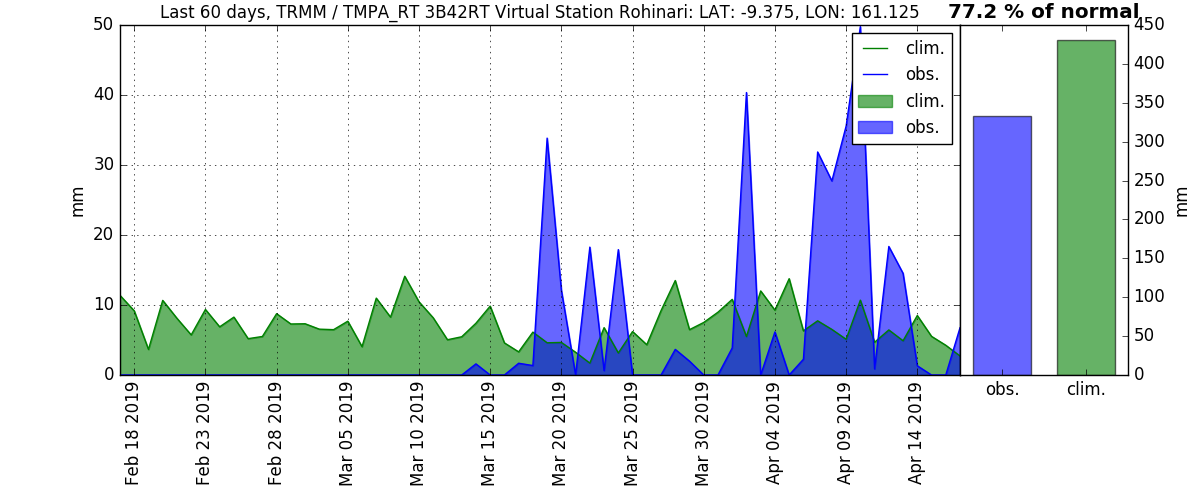 Last 60 days, TRMM / TMPA_RT 3B42RT Virtual Station Rohinari: LAT: -9.375, LON: 161.125
77.2 % of normal
mm
50
40
30
20
10
0
Feb 18 2019
Feb 23 2019
Feb 28 2019
Mar 05 2019
Mar 10 2019
Mar 15 2019
Mar 20 2019
Mar 25 2019
Mar 30 2019
Apr 04 2019
Apr 09 2019
Apr 14 2019
clim.
obs.
clim.
obs.
obs.
clim.
450
400
350
300
250
200
150
100
50
0
mm